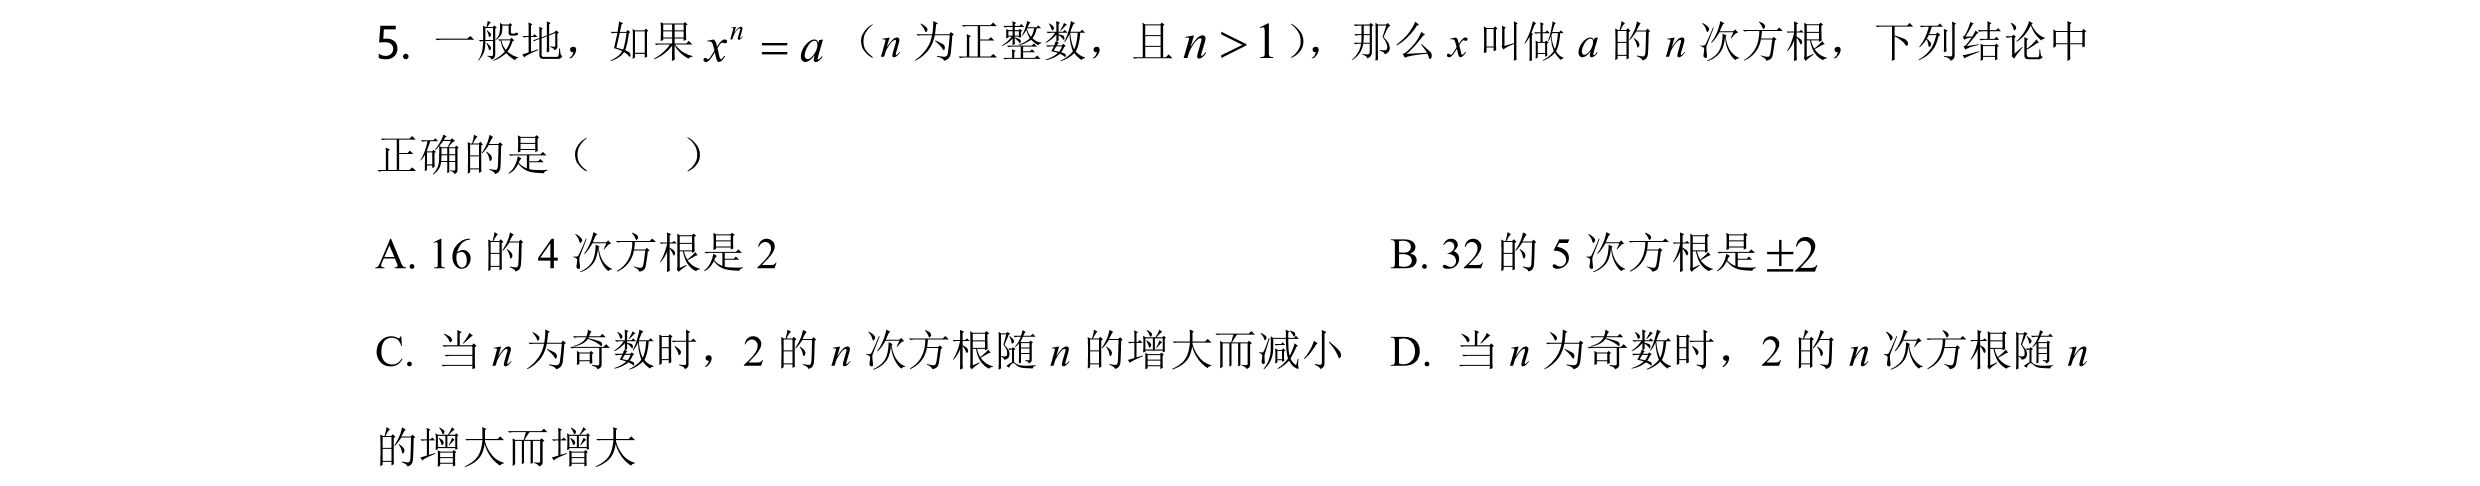 5. 一般地，如果 xⁿ = a（n 为正整数，且 n > 1），那么 x 叫做 a 的 n 次方根，下列结论中
正确的是（　　）
A. 16 的 4 次方根是 2　　B. 32 的 5 次方根是 ±2
C. 当 n 为奇数时，2 的 n 次方根随 n 的增大而减小　D. 当 n 为奇数时，2 的 n 次方根随 n
的增大而增大